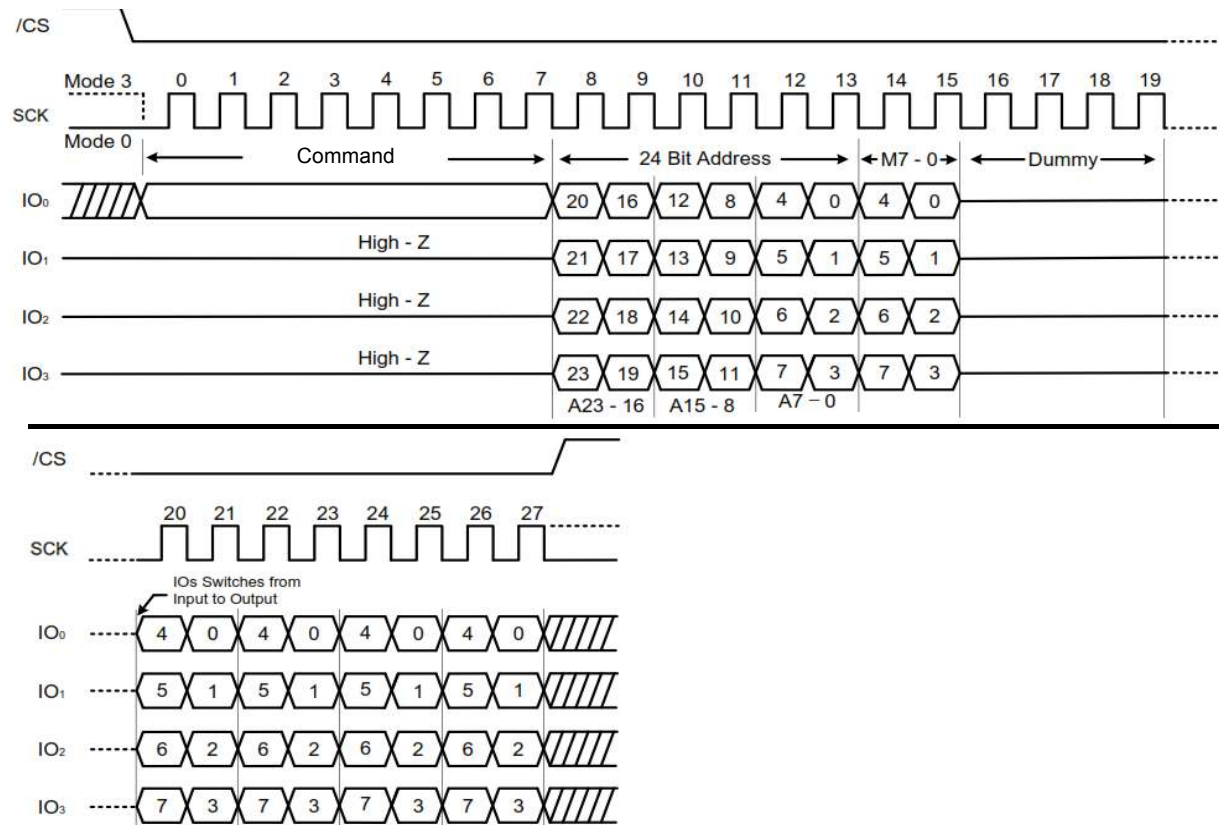 /CS
Mode 3 0 1 2 3 4 5 6 7 8 9 10 11 12 13 14 15 16 17 18 19
SCK
Mode 0
Command 24 Bit Address M7 - 0 Dummy
IO₀ 20 16 12 8 4 0 4 0
High - Z
IO₁ 21 17 13 9 5 1 5 1
High - Z
IO₂ 22 18 14 10 6 2 6 2
High - Z
IO₃ 23 19 15 11 7 3 7 3
A23 - 16 A15 - 8 A7 – 0
/CS
20 21 22 23 24 25 26 27
SCK
IOs Switches from
Input to Output
IO₀ 4 0 4 0 4 0 4 0
IO₁ 5 1 5 1 5 1 5 1
IO₂ 6 2 6 2 6 2 6 2
IO₃ 7 3 7 3 7 3 7 3